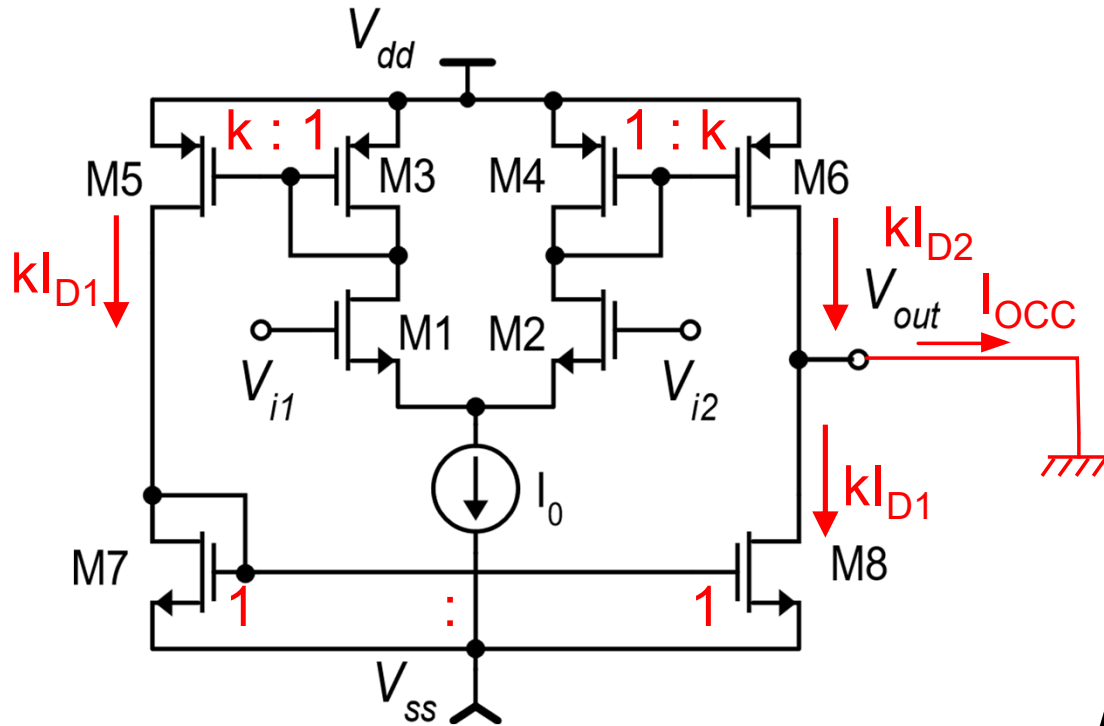 V_dd
k : 1
1 : k
M5
M3
M4
M6
kI_D1
kI_D2
V_out
I_OCC
M1
M2
V_i1
V_i2
I_0
kI_D1
M7
M8
1 : 1
V_ss